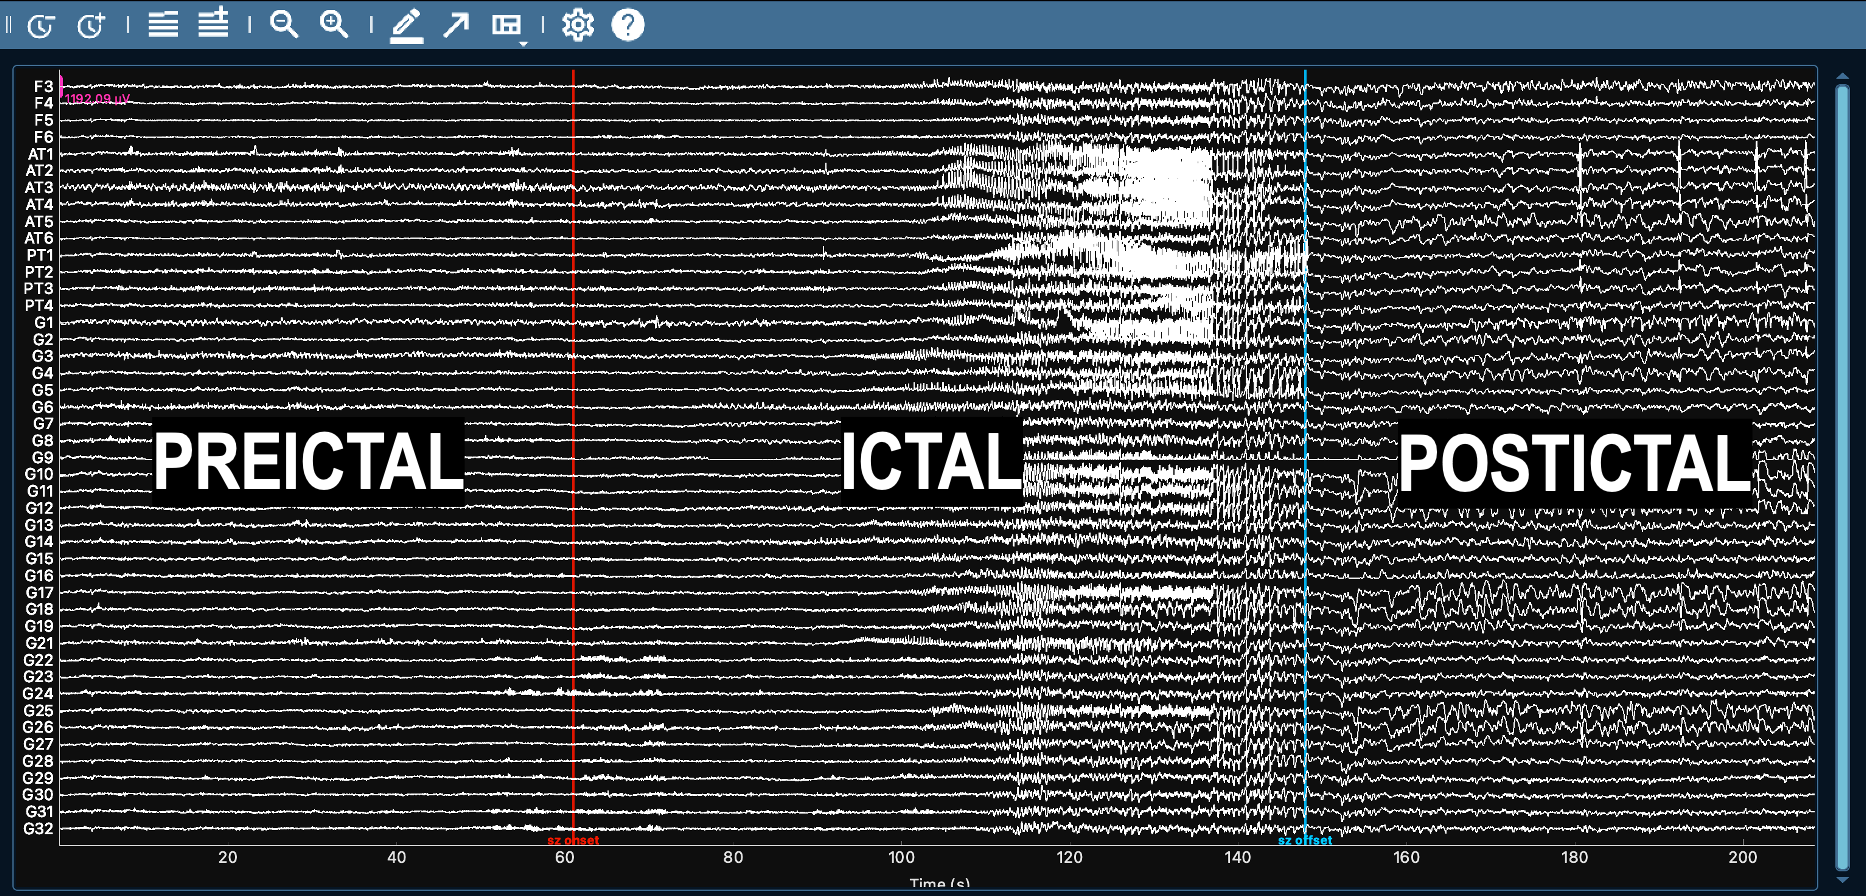 F3
1192.09 µV
F4
F5
F6
AT1
AT2
AT3
AT4
AT5
AT6
PT1
PT2
PT3
PT4
G1
G2
G3
G4
G5
G6
G7
G8
G9
G10
G11
G12
G13
G14
G15
G16
G17
G18
G19
G21
G22
G23
G24
G25
G26
G27
G28
G29
G30
G31
G32
PREICTAL ICTAL POSTICTAL
sz onset sz offset
20 40 60 80 100 120 140 160 180 200
Time (s)